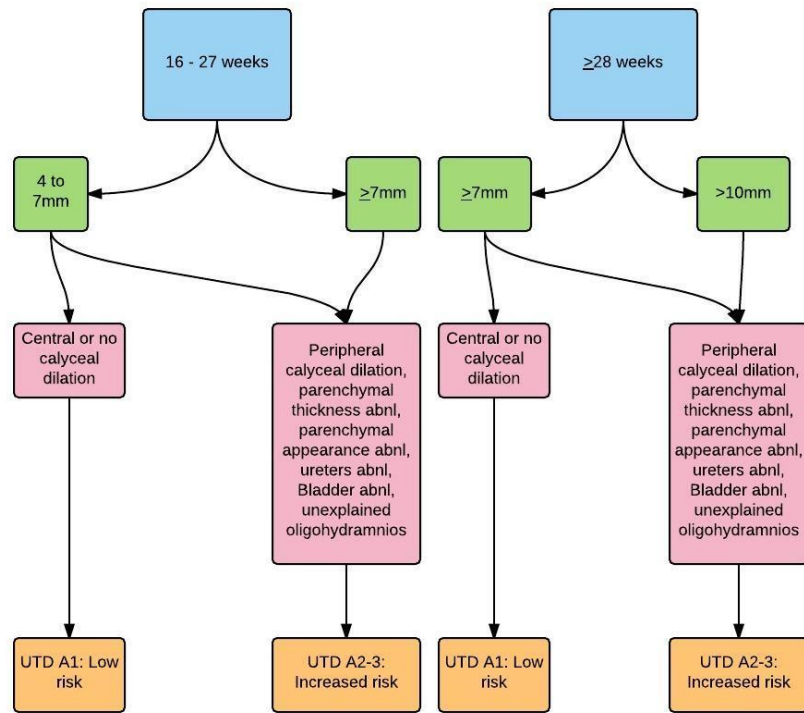 16 - 27 weeks
≥28 weeks
4 to
7mm
≥7mm
≥7mm
>10mm
Central or no
calyceal
dilation
Peripheral
calyceal dilation,
parenchymal
thickness abnl,
parenchymal
appearance abnl,
ureters abnl,
Bladder abnl,
unexplained
oligohydramnios
Central or no
calyceal
dilation
Peripheral
calyceal dilation,
parenchymal
thickness abnl,
parenchymal
appearance abnl,
ureters abnl,
Bladder abnl,
unexplained
oligohydramnios
UTD A1: Low
risk
UTD A2-3:
Increased risk
UTD A1: Low
risk
UTD A2-3:
Increased risk